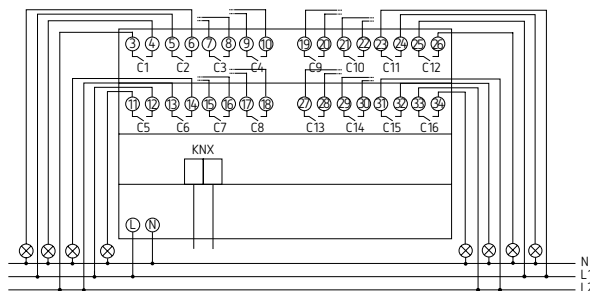 3 4 5 6 7 8 9 10 19 20 21 22 23 24 25 26
C1 C2 C3 C4 C9 C10 C11 C12
11 12 13 14 15 16 17 18 27 28 29 30 31 32 33 34
C5 C6 C7 C8 C13 C14 C15 C16
KNX
L N
N
L1
L2